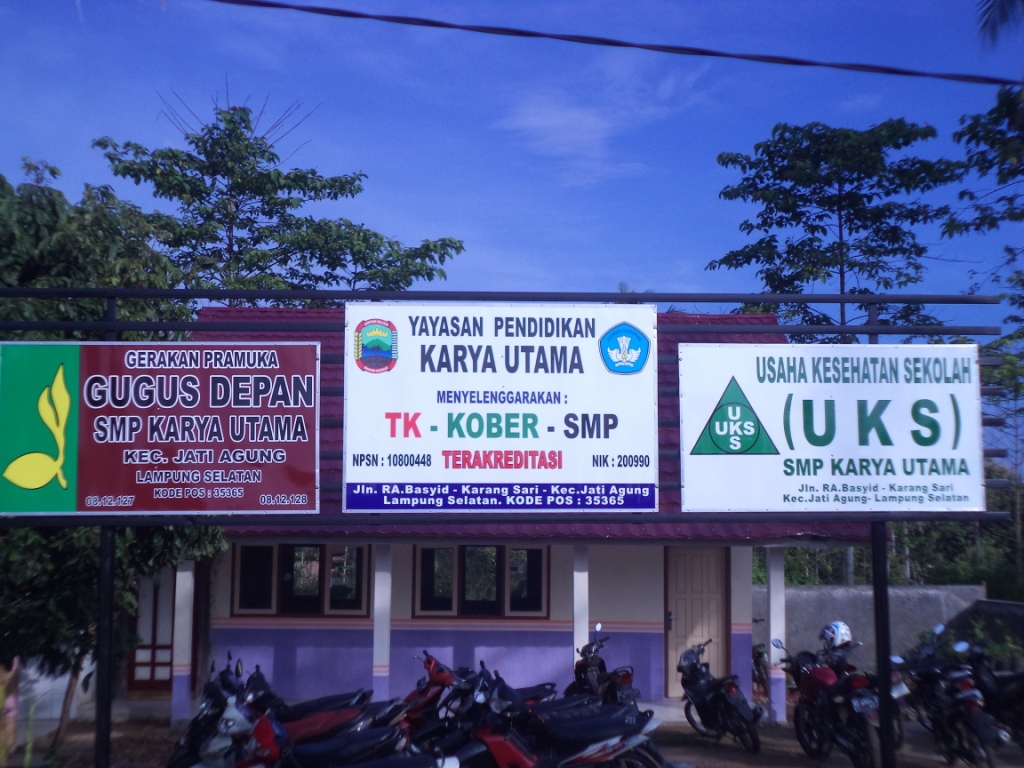 GERAKAN PRAMUKA
GUGUS DEPAN
SMP KARYA UTAMA
KEC. JATI AGUNG
LAMPUNG SELATAN
KODE POS : 35365
08.12.127 08.12.128
YAYASAN PENDIDIKAN
KARYA UTAMA
MENYELENGGARAKAN :
TK - KOBER - SMP
NPSN : 10800448 TERAKREDITASI NIK : 200990
Jln. RA.Basyid - Karang Sari - Kec.Jati Agung
Lampung Selatan. KODE POS : 35365
USAHA KESEHATAN SEKOLAH
(UKS)
U
UKS
S
SMP KARYA UTAMA
Jln. RA.Basyid - Karang Sari
Kec.Jati Agung- Lampung Selatan